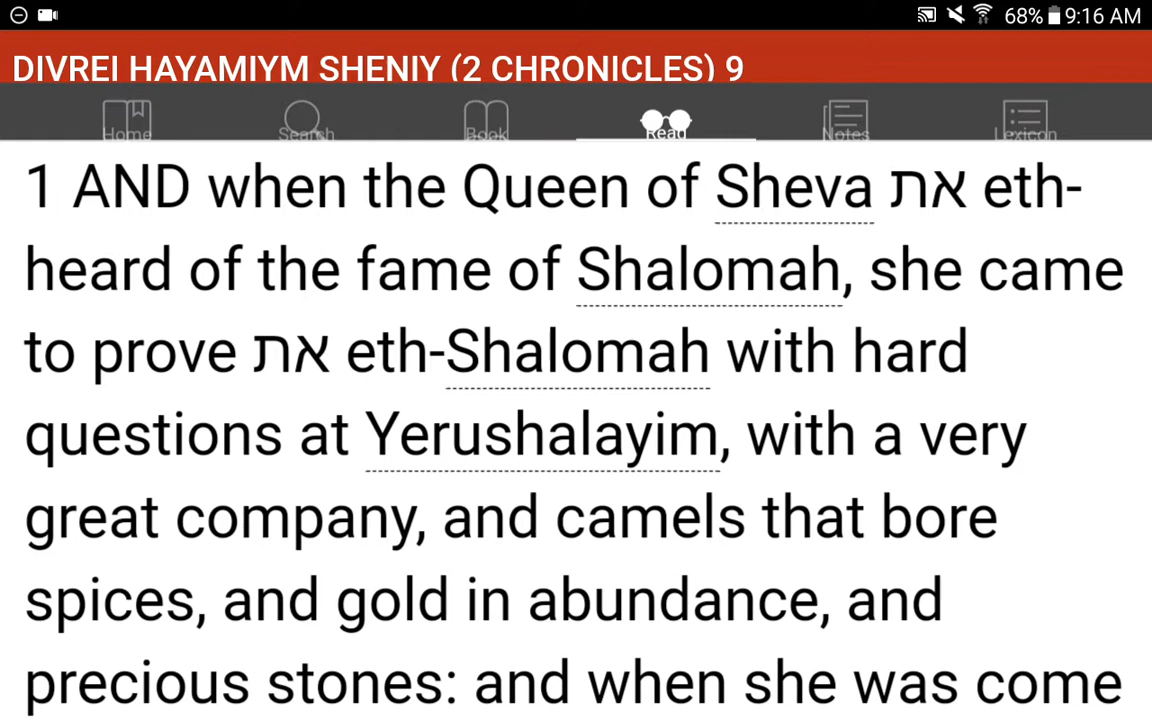 68% 9:16 AM
DIVREI HAYAMIYM SHENIY (2 CHRONICLES) 9
Home Search Book Read Notes Lexicon
1 AND when the Queen of Sheva את eth-
heard of the fame of Shalomah, she came
to prove את eth-Shalomah with hard
questions at Yerushalayim, with a very
great company, and camels that bore
spices, and gold in abundance, and
precious stones: and when she was come